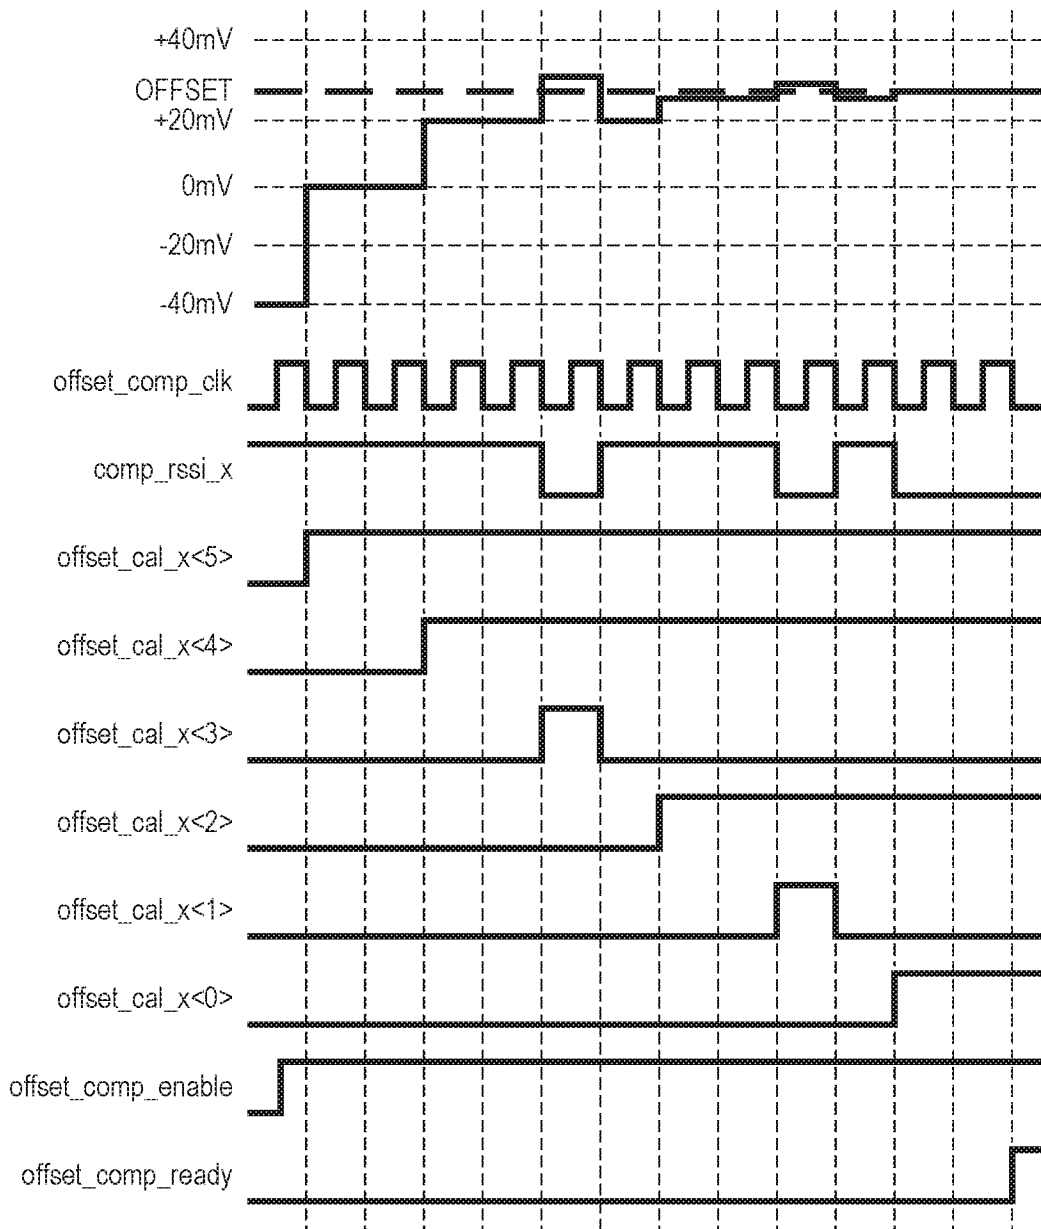 +40mV
OFFSET
+20mV
0mV
-20mV
-40mV
offset_comp_clk
comp_rssi_x
offset_cal_x<5>
offset_cal_x<4>
offset_cal_x<3>
offset_cal_x<2>
offset_cal_x<1>
offset_cal_x<0>
offset_comp_enable
offset_comp_ready